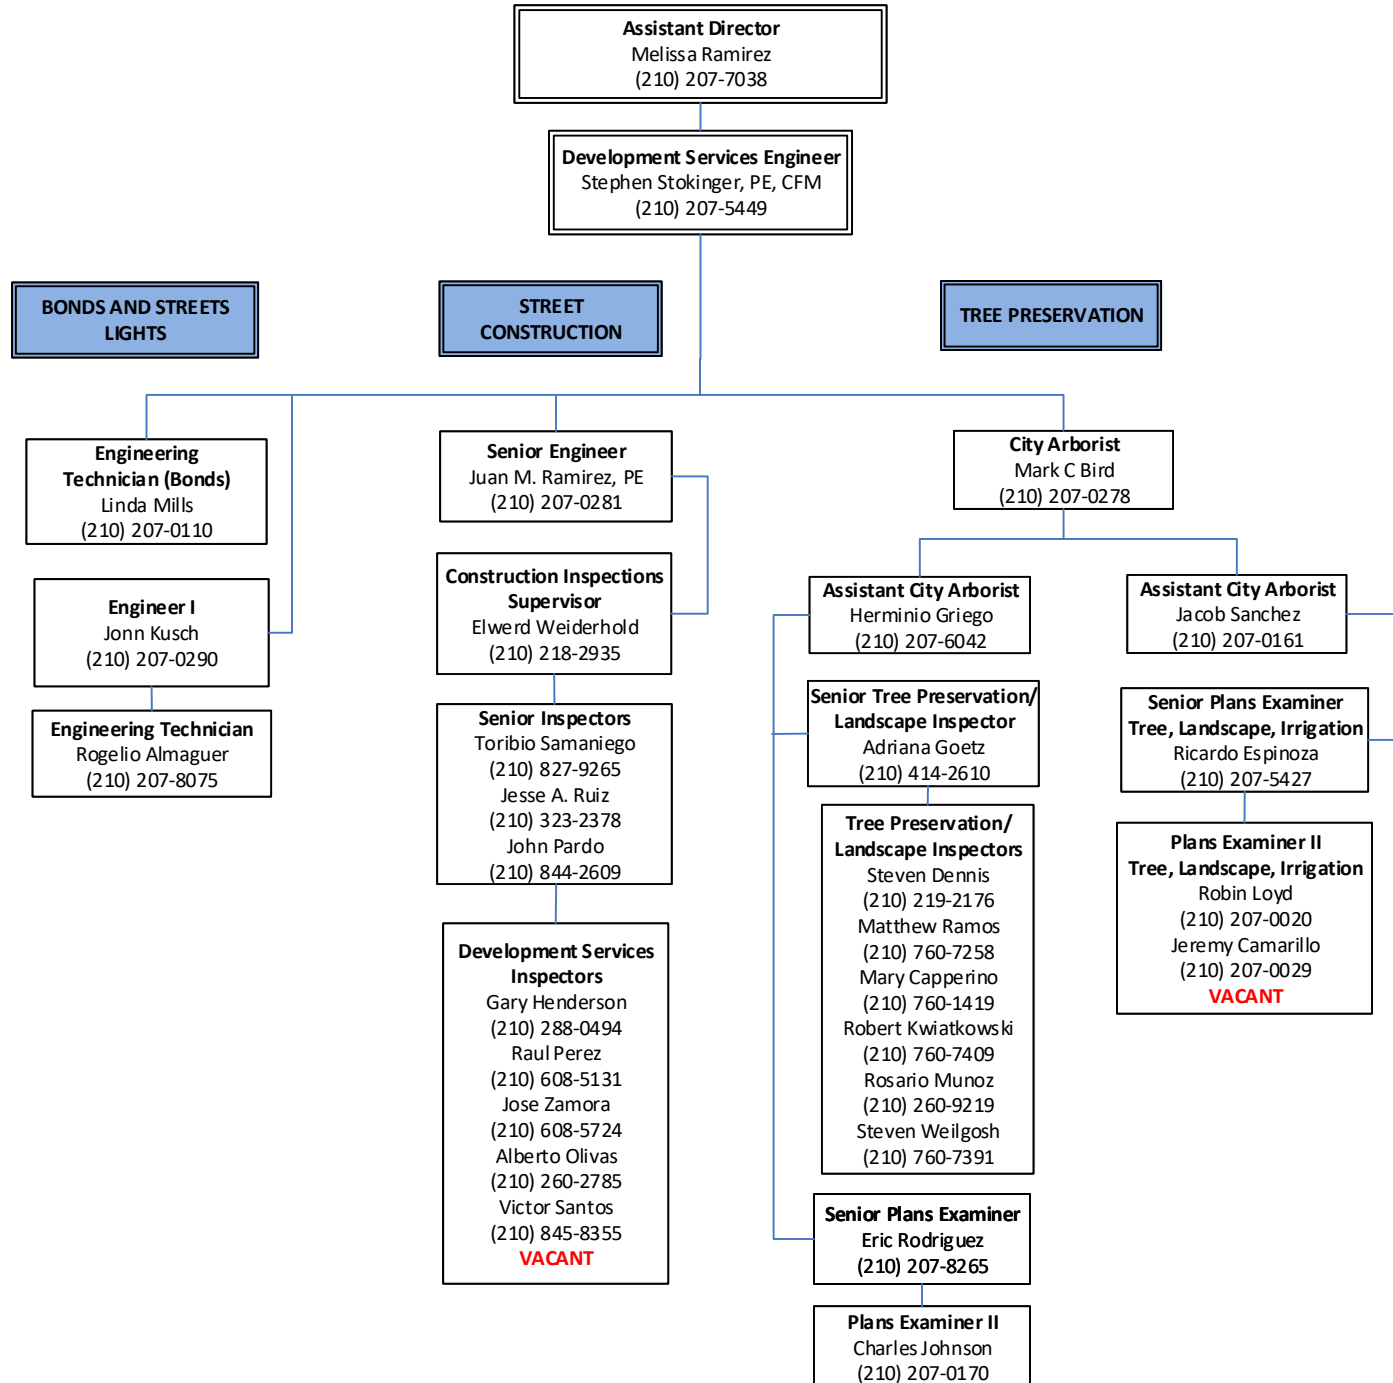 Assistant Director
Melissa Ramirez
(210) 207-7038
Development Services Engineer
Stephen Stokinger, PE, CFM
(210) 207-5449
BONDS AND STREETS
LIGHTS
STREET
CONSTRUCTION
TREE PRESERVATION
Engineering
Technician (Bonds)
Linda Mills
(210) 207-0110
Engineer I
Jonn Kusch
(210) 207-0290
Engineering Technician
Rogelio Almaguer
(210) 207-8075
Senior Engineer
Juan M. Ramirez, PE
(210) 207-0281
Construction Inspections
Supervisor
Elwerd Weiderhold
(210) 218-2935
Senior Inspectors
Toribio Samaniego
(210) 827-9265
Jesse A. Ruiz
(210) 323-2378
John Pardo
(210) 844-2609
Development Services
Inspectors
Gary Henderson
(210) 288-0494
Raul Perez
(210) 608-5131
Jose Zamora
(210) 608-5724
Alberto Olivas
(210) 260-2785
Victor Santos
(210) 845-8355
VACANT
City Arborist
Mark C Bird
(210) 207-0278
Assistant City Arborist
Herminio Griego
(210) 207-6042
Senior Tree Preservation/
Landscape Inspector
Adriana Goetz
(210) 414-2610
Tree Preservation/
Landscape Inspectors
Steven Dennis
(210) 219-2176
Matthew Ramos
(210) 760-7258
Mary Capperino
(210) 760-1419
Robert Kwiatkowski
(210) 760-7409
Rosario Munoz
(210) 260-9219
Steven Weilgosh
(210) 760-7391
Senior Plans Examiner
Eric Rodriguez
(210) 207-8265
Plans Examiner II
Charles Johnson
(210) 207-0170
Assistant City Arborist
Jacob Sanchez
(210) 207-0161
Senior Plans Examiner
Tree, Landscape, Irrigation
Ricardo Espinoza
(210) 207-5427
Plans Examiner II
Tree, Landscape, Irrigation
Robin Loyd
(210) 207-0020
Jeremy Camarillo
(210) 207-0029
VACANT